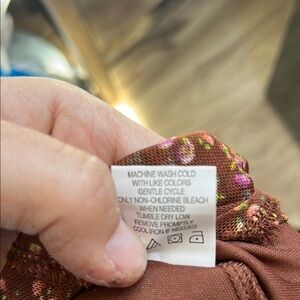 MACHINE WASH COLD
WITH LIKE COLORS
GENTLE CYCLE
ONLY NON-CHLORINE BLEACH
WHEN NEEDED
TUMBLE DRY LOW
REMOVE PROMPTLY
COOL IRON IF NEEDED